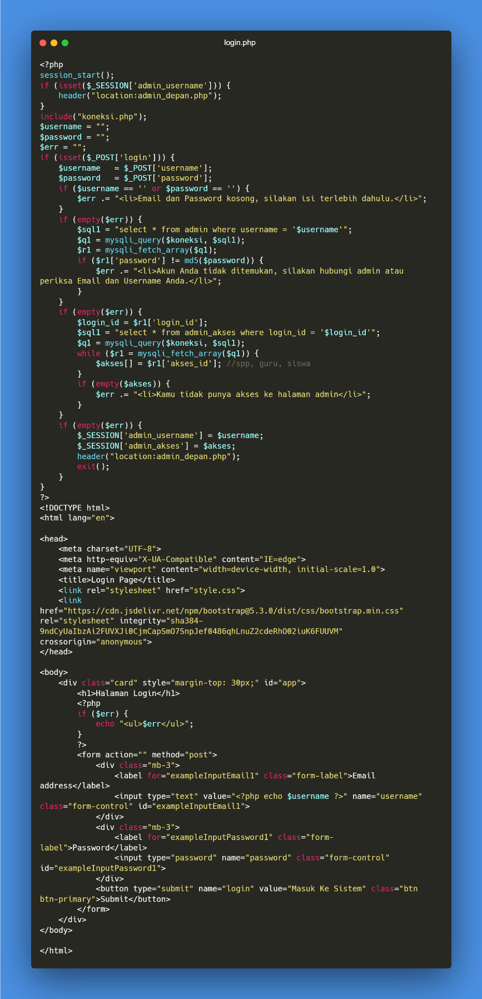 login.php
<?php
session_start();
if (isset($_SESSION['admin_username'])) {
    header("location:admin_depan.php");
}
include("koneksi.php");
$username = "";
$password = "";
$err = "";
if (isset($_POST['login'])) {
    $username   = $_POST['username'];
    $password   = $_POST['password'];
    if ($username == '' or $password == '') {
        $err .= "<li>Email dan Password kosong, silakan isi terlebih dahulu.</li>";
    }
    if (empty($err)) {
        $sql1 = "select * from admin where username = '$username'";
        $q1 = mysqli_query($koneksi, $sql1);
        $r1 = mysqli_fetch_array($q1);
        if ($r1['password'] != md5($password)) {
            $err .= "<li>Akun Anda tidak ditemukan, silakan hubungi admin atau
periksa Email dan Username Anda.</li>";
        }
    }
    if (empty($err)) {
        $login_id = $r1['login_id'];
        $sql1 = "select * from admin_akses where login_id = '$login_id'";
        $q1 = mysqli_query($koneksi, $sql1);
        while ($r1 = mysqli_fetch_array($q1)) {
            $akses[] = $r1['akses_id']; //spp, guru, siswa
        }
        if (empty($akses)) {
            $err .= "<li>Kamu tidak punya akses ke halaman admin</li>";
        }
    }
    if (empty($err)) {
        $_SESSION['admin_username'] = $username;
        $_SESSION['admin_akses'] = $akses;
        header("location:admin_depan.php");
        exit();
    }
}
?>
<!DOCTYPE html>
<html lang="en">

<head>
    <meta charset="UTF-8">
    <meta http-equiv="X-UA-Compatible" content="IE=edge">
    <meta name="viewport" content="width=device-width, initial-scale=1.0">
    <title>Login Page</title>
    <link rel="stylesheet" href="style.css">
    <link
href="https://cdn.jsdelivr.net/npm/bootstrap@5.3.0/dist/css/bootstrap.min.css"
rel="stylesheet" integrity="sha384-
9ndCyUaIbzAi2FUVXJi0CjmCapSmO7SnpJef0486qhLnuZ2cdeRhO02iuK6FUUVM"
crossorigin="anonymous">
</head>

<body>
    <div class="card" style="margin-top: 30px;" id="app">
        <h1>Halaman Login</h1>
        <?php
        if ($err) {
            echo "<ul>$err</ul>";
        }
        ?>
        <form action="" method="post">
            <div class="mb-3">
                <label for="exampleInputEmail1" class="form-label">Email
address</label>
                <input type="text" value="<?php echo $username ?>" name="username"
class="form-control" id="exampleInputEmail1">
            </div>
            <div class="mb-3">
                <label for="exampleInputPassword1" class="form-
label">Password</label>
                <input type="password" name="password" class="form-control"
id="exampleInputPassword1">
            </div>
            <button type="submit" name="login" value="Masuk Ke Sistem" class="btn
btn-primary">Submit</button>
        </form>
    </div>
</body>

</html>